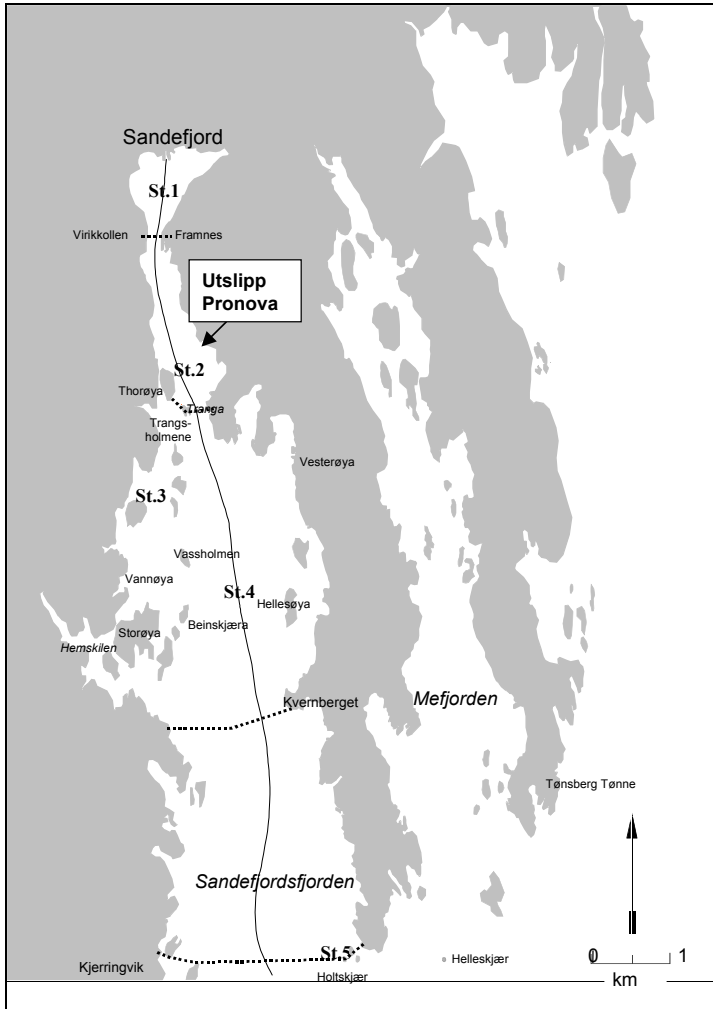 Sandefjord
St.1
Virikkollen
Framnes
Utslipp
Pronova
St.2
Thorøya
Tranga
Trangs-
holmene
Vesterøya
St.3
Vassholmen
Vannøya
St.4
Hellesøya
Beinskjæra
Storøya
Hemskilen
Kvernberget
Mefjorden
Tønsberg Tønne
Sandefjordsfjorden
St.5
Kjerringvik
Helleskjær
Holtskjær
0 1
km